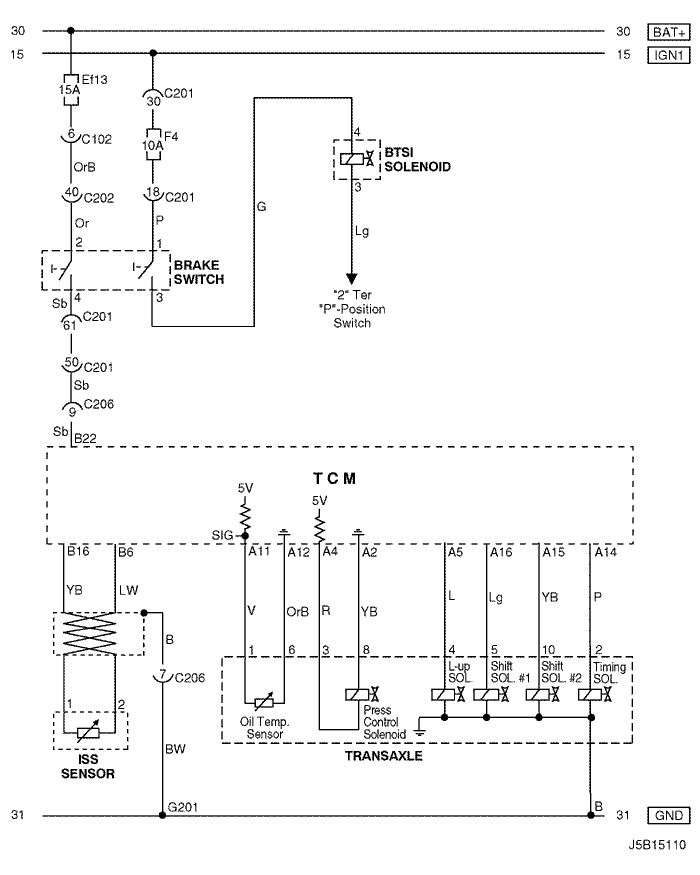 30 30 BAT+
15 15 IGN1
Ef13
15A
C201
30
F4
10A
6 C102
OrB
40 C202
18 C201
Or
P
2 1
BRAKE
SWITCH
4 3
Sb
C201
61
50 C201
Sb
C206
9
Sb B22
G
4
BTSI
SOLENOID
3
Lg
"2" Ter
"P"-Position
Switch
TCM
5V
5V
SIG
B16 B6 A11 A12 A4 A2 A5 A16 A15 A14
YB LW V OrB R YB L Lg YB P
B
7 C206
BW
1 6 3 8 4 5 10 2
L-up
SOL.
Shift
SOL. #1
Shift
SOL. #2
Timing
SOL.
Oil Temp.
Sensor
Press
Control
Solenoid
TRANSAXLE
1 2
ISS
SENSOR
G201
B
31 31 GND
J5B15110